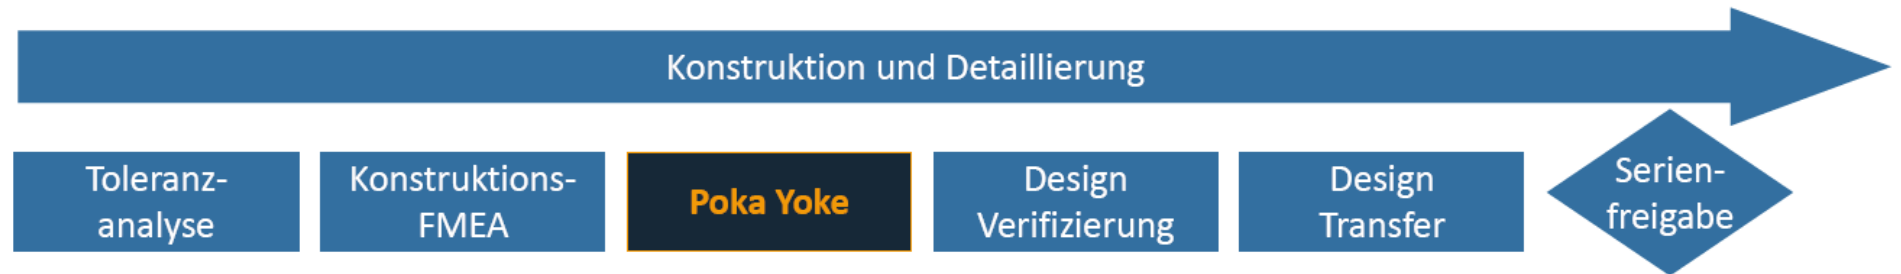 Konstruktion und Detaillierung
Toleranz-
analyse
Konstruktions-
FMEA
Poka Yoke
Design
Verifizierung
Design
Transfer
Serien-
freigabe